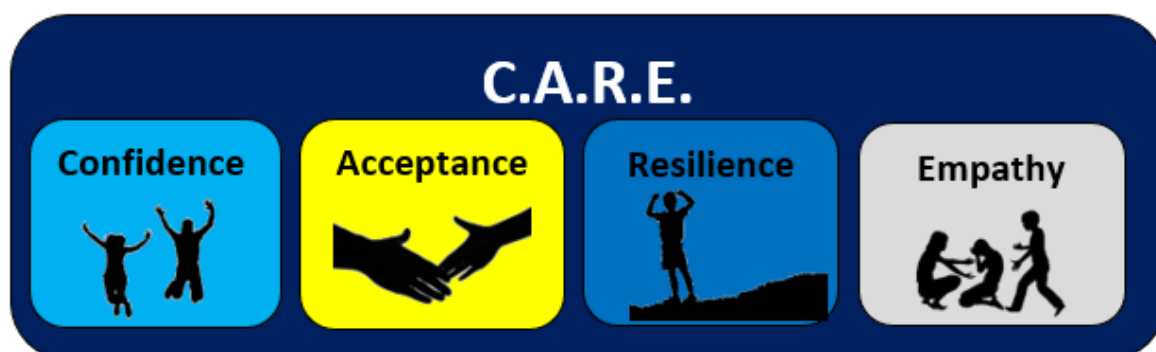 C.A.R.E.
Confidence
Acceptance
Resilience
Empathy